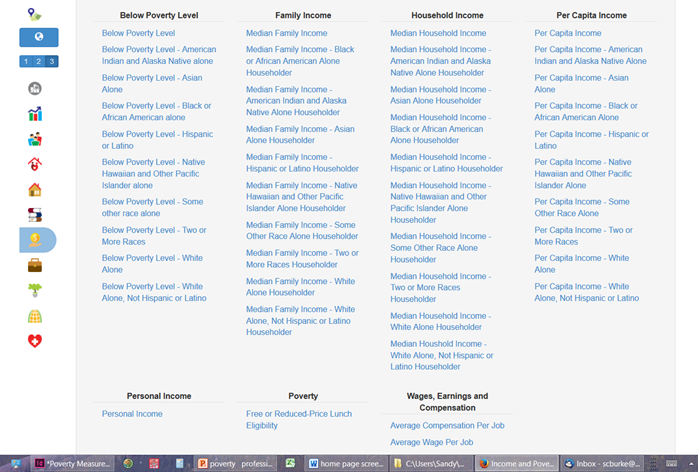 Below Poverty Level
Below Poverty Level
Below Poverty Level - American
Indian and Alaska Native alone
Below Poverty Level - Asian
Alone
Below Poverty Level - Black or
African American alone
Below Poverty Level - Hispanic
or Latino
Below Poverty Level - Native
Hawaiian and Other Pacific
Islander alone
Below Poverty Level - Some
other race alone
Below Poverty Level - Two or
More Races
Below Poverty Level - White
Alone
Below Poverty Level - White
Alone, Not Hispanic or Latino
Family Income
Median Family Income
Median Family Income - Black
or African American Alone
Householder
Median Family Income -
American Indian and Alaska
Native Alone Householder
Median Family Income - Asian
Alone Householder
Median Family Income -
Hispanic or Latino Householder
Median Family Income - Native
Hawaiian and Other Pacific
Islander Alone Householder
Median Family Income - Some
Other Race Alone Householder
Median Family Income - Two or
More Races Householder
Median Family Income - White
Alone Householder
Median Family Income - White
Alone, Not Hispanic or Latino
Householder
Household Income
Median Household Income
Median Household Income -
American Indian and Alaska
Native Alone Householder
Median Household Income -
Asian Alone Householder
Median Household Income -
Black or African American
Alone Householder
Median Household Income -
Hispanic or Latino Householder
Median Household Income -
Native Hawaiian and Other
Pacific Islander Alone
Householder
Median Household Income -
Some Other Race Alone
Householder
Median Household Income -
Two or More Races
Householder
Median Household Income -
White Alone Householder
Median Houshold Income -
White Alone, Not Hispanic or
Latino Householder
Per Capita Income
Per Capita Income
Per Capita Income - American
Indian and Alaska Native Alone
Per Capita Income - Asian
Alone
Per Capita Income - Black or
African American Alone
Per Capita Income - Hispanic or
Latino
Per Capita Income - Native
Hawaiian and Other Pacific
Islander Alone
Per Capita Income - Some
Other Race Alone
Per Capita Income - Two or
More Races
Per Capita Income - White
Alone
Per Capita Income - White
Alone, Not Hispanic or Latino
1 2 3
Personal Income
Personal Income
Poverty
Free or Reduced-Price Lunch
Eligibility
Wages, Earnings and
Compensation
Average Compensation Per Job
Average Wage Per Job
*Poverty Measure... poverty professi... home page scree... C:\Users\Sandy\... Income and Pove... Inbox - scburke@...